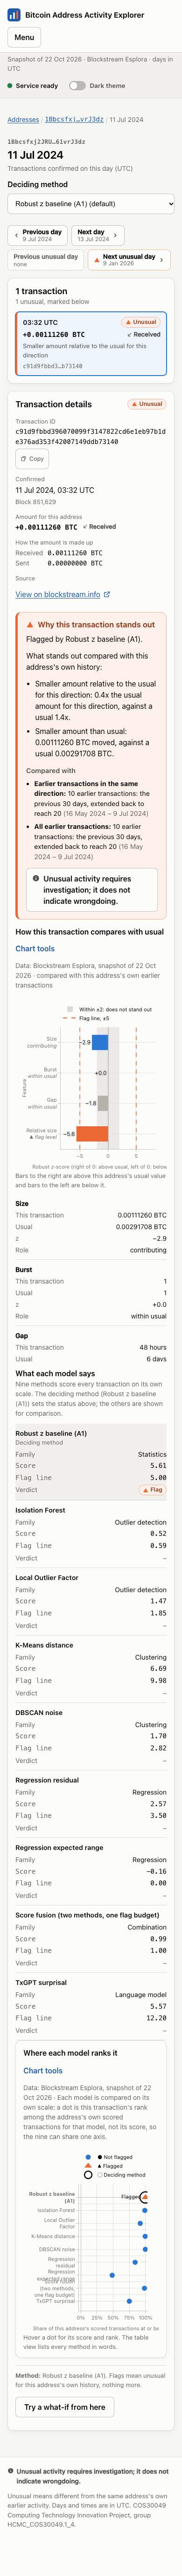 Bitcoin Address Activity Explorer
Menu
Snapshot of 22 Oct 2026 · Blockstream Esplora · days in
UTC
Service ready
Dark theme
Addresses / 18bcsfxj…vrJ3dz / 11 Jul 2024
18bcsfxj2JRU…61vrJ3dz
11 Jul 2024
Transactions confirmed on this day (UTC)
Deciding method
Robust z baseline (A1) (default)
Previous day
9 Jul 2024
Next day
13 Jul 2024
Previous unusual day
none
Next unusual day
9 Jan 2026
1 transaction
1 unusual, marked below
03:32 UTC
Unusual
+0.00111260 BTC
Received
Smaller amount relative to the usual for this
direction
c91d9fbbd3…b73140
Transaction details
Unusual
Transaction ID
c91d9fbbd396070099f3147822cd6e1eb97b1d
e376ad353f42007149ddb73140
Copy
Confirmed
11 Jul 2024, 03:32 UTC
Block 851,629
Amount for this address
+0.00111260 BTC
Received
How the amount is made up
Received 0.00111260 BTC
Sent 0.00000000 BTC
Source
View on blockstream.info
Why this transaction stands out
Flagged by Robust z baseline (A1).
What stands out compared with this
address's own history:
Smaller amount relative to the usual
for this direction: 0.4x the usual
amount for this direction, against a
usual 1.4x.
Smaller amount than usual:
0.00111260 BTC moved, against a
usual 0.00291708 BTC.
Compared with
Earlier transactions in the same
direction: 10 earlier transactions: the
previous 30 days, extended back to
reach 20 (16 May 2024 – 9 Jul 2024)
All earlier transactions: 10 earlier
transactions: the previous 30 days,
extended back to reach 20 (16 May
2024 – 9 Jul 2024)
Unusual activity requires
investigation; it does not
indicate wrongdoing.
How this transaction compares with usual
Chart tools
Data: Blockstream Esplora, snapshot of 22 Oct
2026 · compared with this address's own earlier
transactions
Within ±2: does not stand out
Flag line, ±5
Feature
Size
contributing
−2.9
Burst
within usual
+0.0
Gap
within usual
−1.8
Relative size
▲ flag level
−5.6
−5 0 5
Robust z-score (right of 0: above usual, left of 0: below
Bars to the right are above this address's usual value
and bars to the left are below it.
Size
This transaction 0.00111260 BTC
Usual 0.00291708 BTC
z −2.9
Role contributing
Burst
This transaction 1
Usual 1
z +0.0
Role within usual
Gap
This transaction 48 hours
Usual 6 days
What each model says
Nine methods score every transaction on its own
scale. The deciding method (Robust z baseline
(A1)) sets the status above; the others are shown
for comparison.
Robust z baseline (A1)
Deciding method
Family Statistics
Score 5.61
Flag line 5.00
Verdict Flag
Isolation Forest
Family Outlier detection
Score 0.52
Flag line 0.59
Verdict –
Local Outlier Factor
Family Outlier detection
Score 1.47
Flag line 1.85
Verdict –
K-Means distance
Family Clustering
Score 6.69
Flag line 9.98
Verdict –
DBSCAN noise
Family Clustering
Score 1.70
Flag line 2.82
Verdict –
Regression residual
Family Regression
Score 2.57
Flag line 3.50
Verdict –
Regression expected range
Family Regression
Score −0.16
Flag line 0.00
Verdict –
Score fusion (two methods, one flag budget)
Family Combination
Score 0.99
Flag line 1.00
Verdict –
TxGPT surprisal
Family Language model
Score 5.57
Flag line 12.20
Verdict –
Where each model ranks it
Chart tools
Data: Blockstream Esplora, snapshot of 22 Oct
2026 · Each model is compared on its
own scale: a dot is this transaction's rank
among the address's own scored
transactions for that model, not its score, so
the nine can share one axis.
Not flagged
Flagged
Deciding method
Robust z baseline
(A1)
Flagged
Isolation Forest
Local Outlier
Factor
K-Means distance
DBSCAN noise
Regression
residual
Regression
expected range
Score fusion
(two methods,
one flag budget)
TxGPT surprisal
0% 25% 50% 75% 100%
Share of this address's scored transactions at or be
Hover a dot for its score and rank. The table
view lists every method in words.
Method: Robust z baseline (A1). Flags mean unusual
for this address's own history, nothing more.
Try a what-if from here
Unusual activity requires investigation; it does not
indicate wrongdoing.
Unusual means different from the same address's own
earlier activity. Days and times are in UTC. COS30049
Computing Technology Innovation Project, group
HCMC_COS30049.1_4.